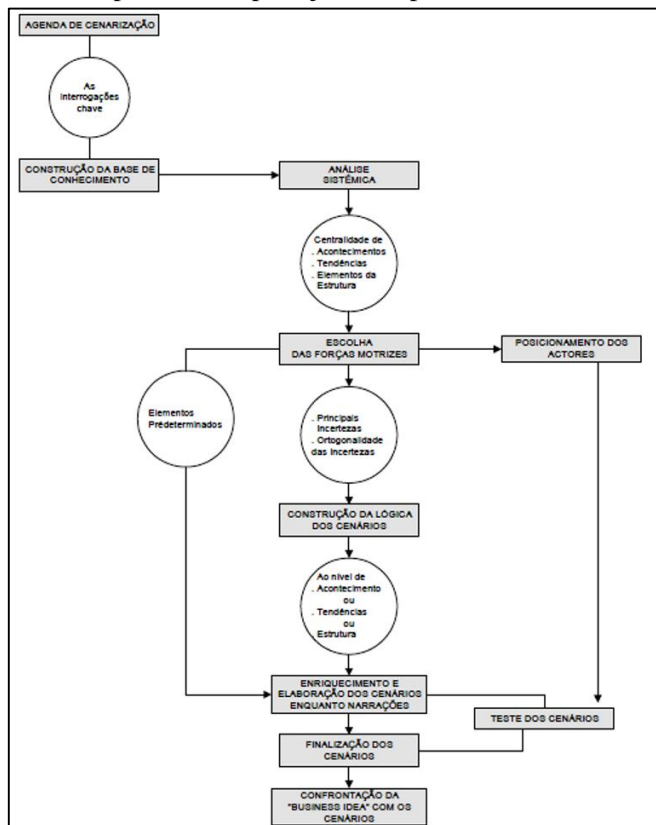 AGENDA DE CENARIZAÇÃO
As
interrogações
chave
CONSTRUÇÃO DA BASE DE
CONHECIMENTO
ANÁLISE
SISTÉMICA
Centralidade de
. Acontecimentos
. Tendências
. Elementos da
Estrutura
ESCOLHA
DAS FORÇAS MOTRIZES
POSICIONAMENTO DOS
ACTORES
Elementos
Prédeterminados
. Principais
Incertezas
. Ortogonalidade
das Incertezas
CONSTRUÇÃO DA LÓGICA
DOS CENÁRIOS
Ao nível de
. Acontecimento
ou
. Tendências
ou
. Estrutura
ENRIQUECIMENTO E
ELABORAÇÃO DOS CENÁRIOS
ENQUANTO NARRAÇÕES
TESTE DOS CENÁRIOS
FINALIZAÇÃO DOS
CENÁRIOS
CONFRONTAÇÃO DA
"BUSINESS IDEA" COM OS
CENÁRIOS